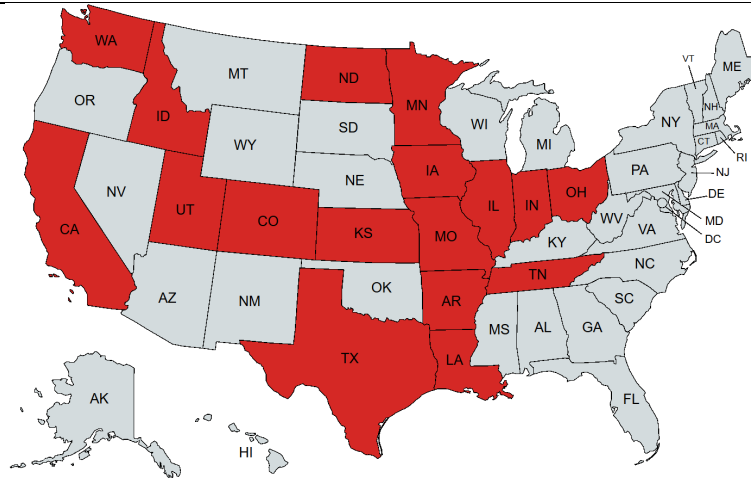 WA
MT
ND
MN
VT
ME
OR
ID
SD
WI
MI
NY
NH
MA
CT
RI
WY
NE
IA
PA
NJ
NV
UT
CO
KS
MO
IL
IN
OH
WV
VA
DE
MD
DC
CA
KY
AZ
NM
OK
AR
TN
NC
SC
TX
LA
MS
AL
GA
FL
AK
HI